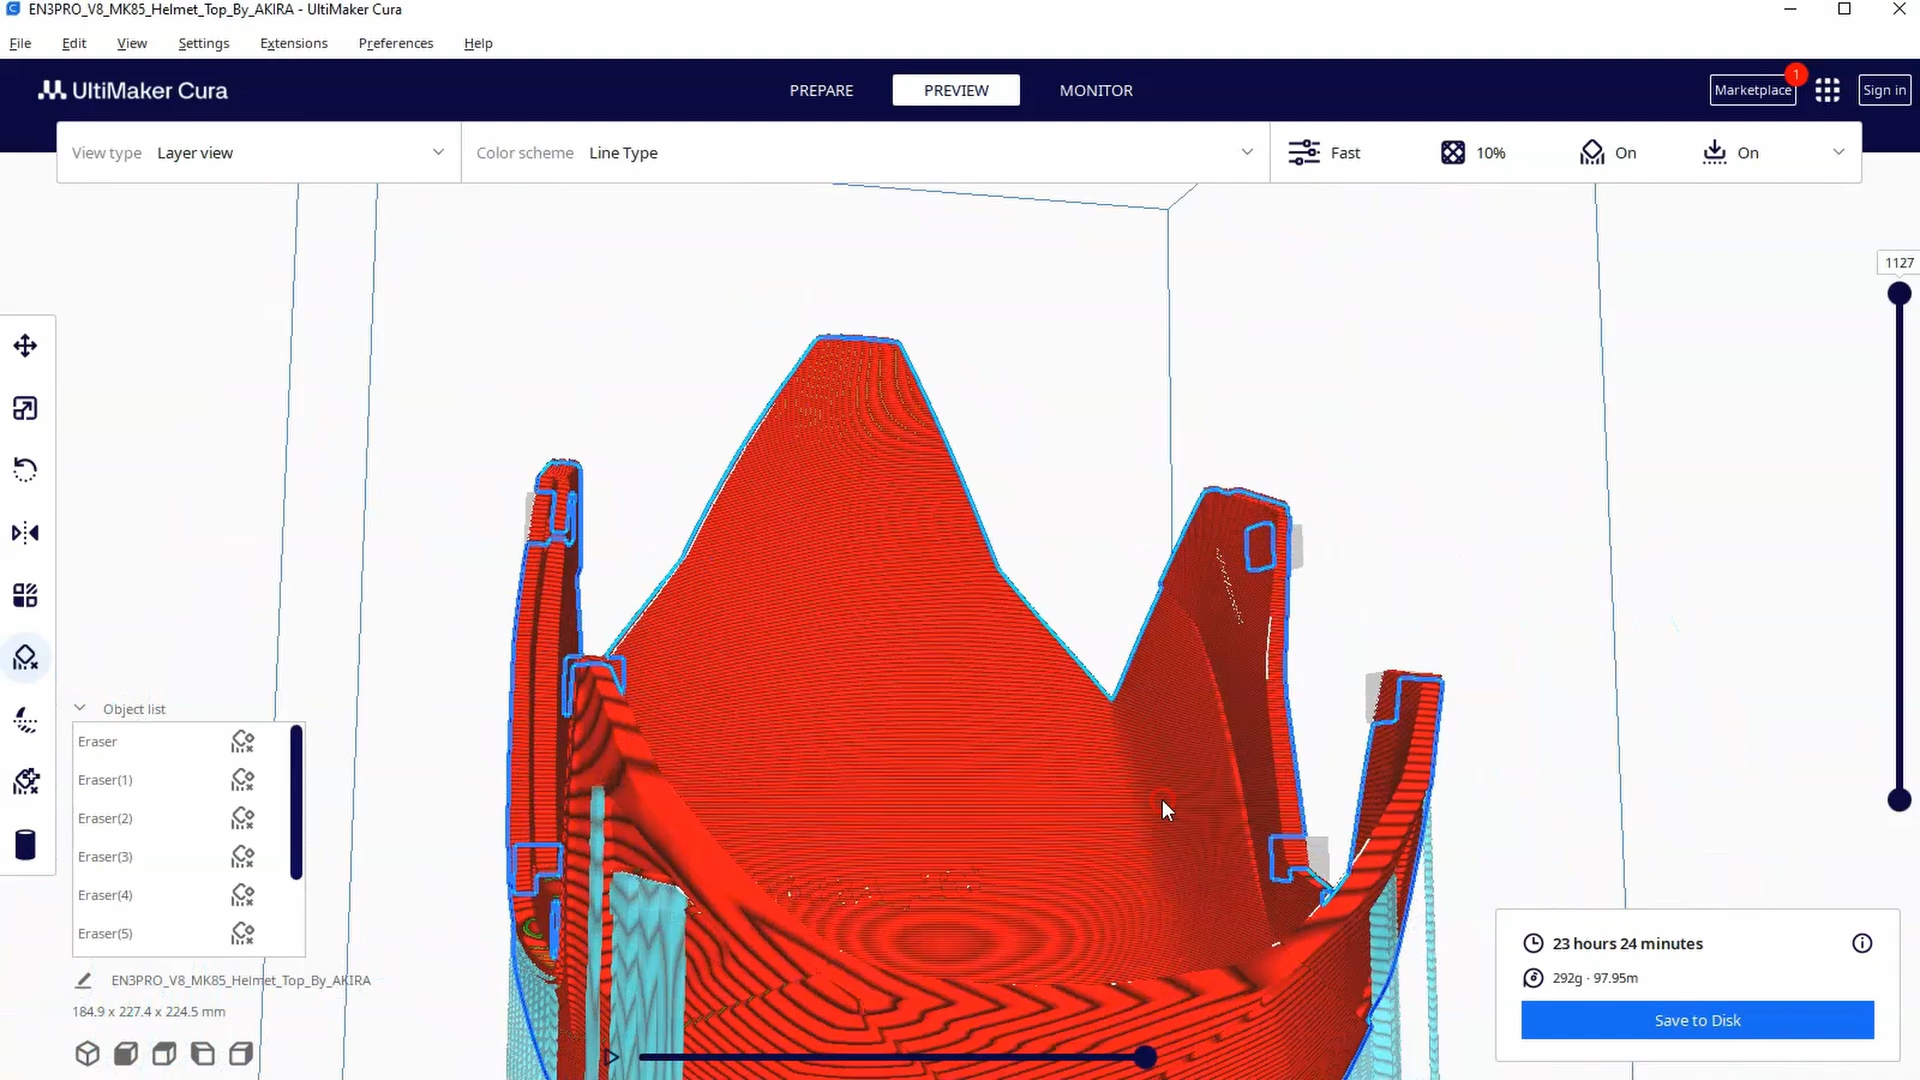 EN3PRO_V8_MK85_Helmet_Top_By_AKIRA - UltiMaker Cura
File Edit View Settings Extensions Preferences Help
UltiMaker Cura
PREPARE PREVIEW MONITOR
Marketplace 1 Sign in
View type Layer view Color scheme Line Type Fast 10% On On
1127
Object list
Eraser
Eraser(1)
Eraser(2)
Eraser(3)
Eraser(4)
Eraser(5)
EN3PRO_V8_MK85_Helmet_Top_By_AKIRA
184.9 x 227.4 x 224.5 mm
23 hours 24 minutes
292g · 97.95m
Save to Disk